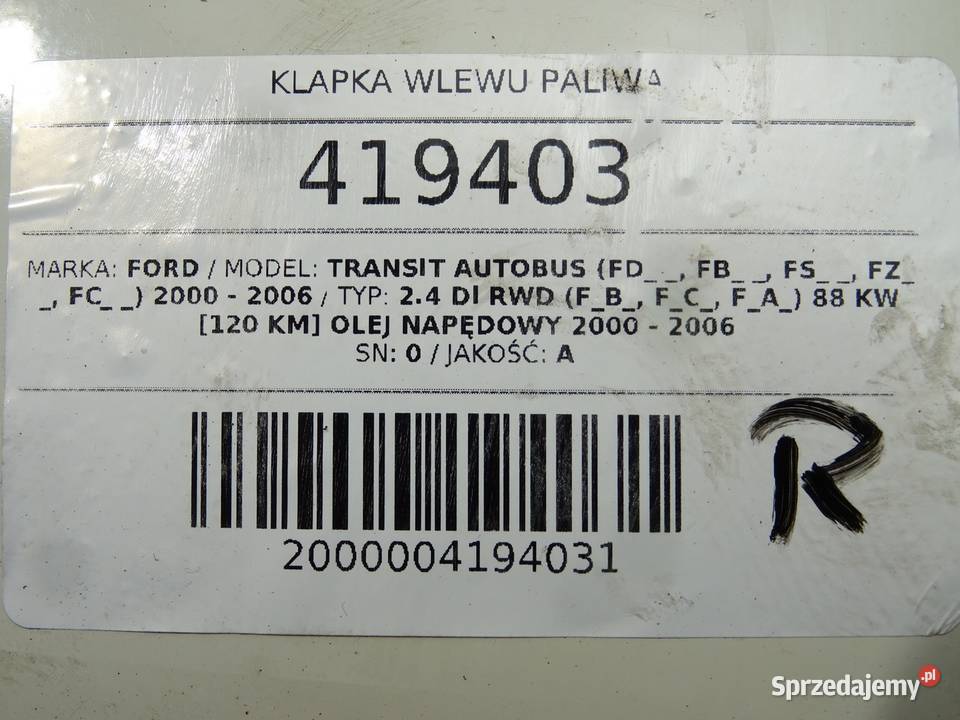 KLAPKA WLEWU PALIWA
419403
MARKA: FORD / MODEL: TRANSIT AUTOBUS (FD_ _, FB_ _, FS_ _, FZ_
_, FC_ _) 2000 - 2006 / TYP: 2.4 DI RWD (F_B_, F_C_, F_A_) 88 KW
[120 KM] OLEJ NAPĘDOWY 2000 - 2006
SN: 0 / JAKOŚĆ: A
R
2000004194031
Sprzedajemy.pl